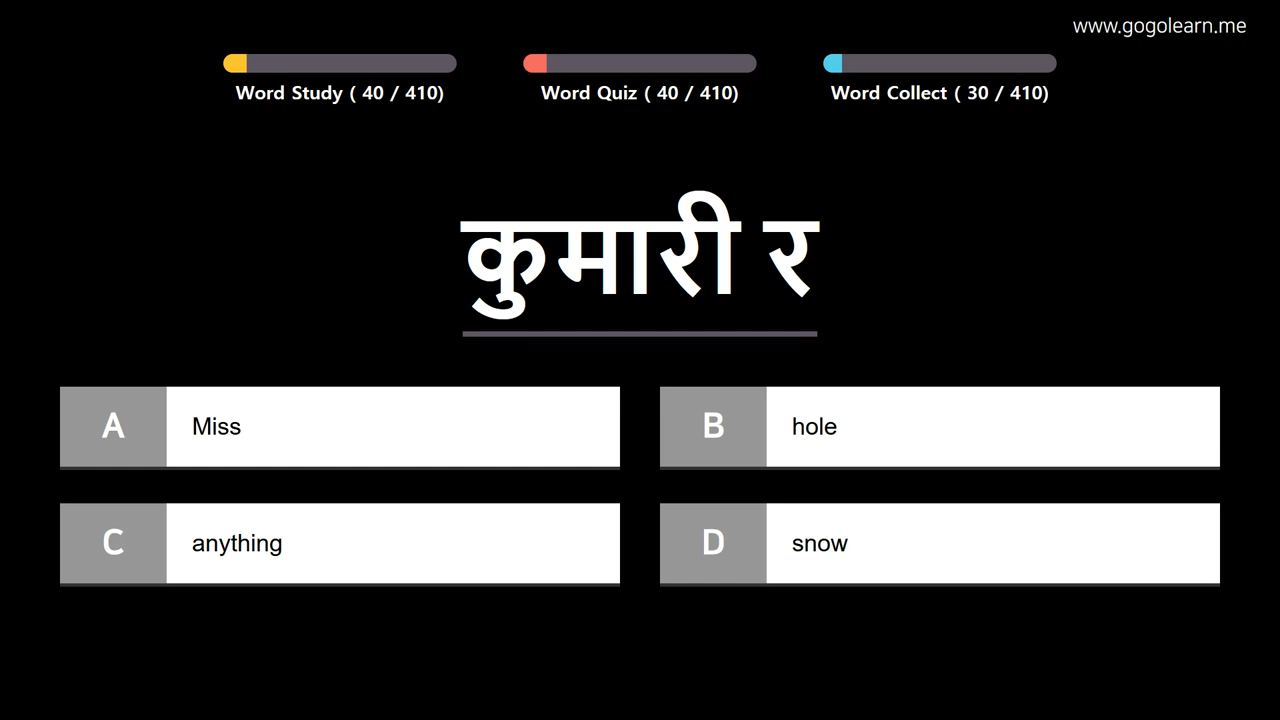 www.gogolearn.me
Word Study ( 40 / 410)
Word Quiz ( 40 / 410)
Word Collect ( 30 / 410)
कुमारी र
A Miss
B hole
C anything
D snow